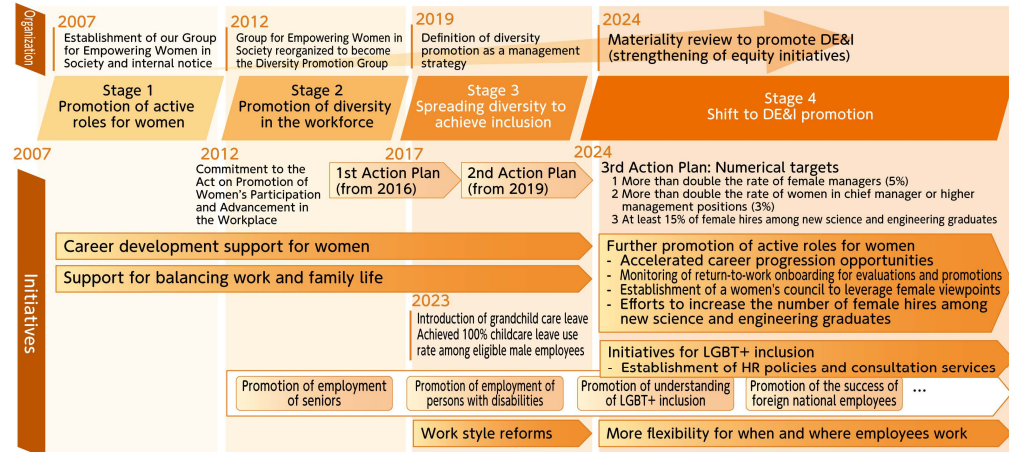 Organization
2007
Establishment of our Group
for Empowering Women in
Society and internal notice
2012
Group for Empowering Women in
Society reorganized to become
the Diversity Promotion Group
2019
Definition of diversity
promotion as a management
strategy
2024
Materiality review to promote DE&I
(strengthening of equity initiatives)
Stage 1
Promotion of active
roles for women
Stage 2
Promotion of diversity
in the workforce
Stage 3
Spreading diversity to
achieve inclusion
Stage 4
Shift to DE&I promotion
Initiatives
2007
2012
2017
2024
Commitment to the
Act on Promotion of
Women's Participation
and Advancement in
the Workplace
1st Action Plan
(from 2016)
2nd Action Plan
(from 2019)
3rd Action Plan: Numerical targets
1 More than double the rate of female managers (5%)
2 More than double the rate of women in chief manager or higher
management positions (3%)
3 At least 15% of female hires among new science and engineering graduates
Career development support for women
Support for balancing work and family life
Further promotion of active roles for women
- Accelerated career progression opportunities
- Monitoring of return-to-work onboarding for evaluations and promotions
- Establishment of a women's council to leverage female viewpoints
- Efforts to increase the number of female hires among
new science and engineering graduates
2023
Introduction of grandchild care leave
Achieved 100% childcare leave use
rate among eligible male employees
Initiatives for LGBT+ inclusion
- Establishment of HR policies and consultation services
Promotion of employment
of seniors
Promotion of employment of
persons with disabilities
Promotion of understanding
of LGBT+ inclusion
Promotion of the success of
foreign national employees
...
Work style reforms
More flexibility for when and where employees work